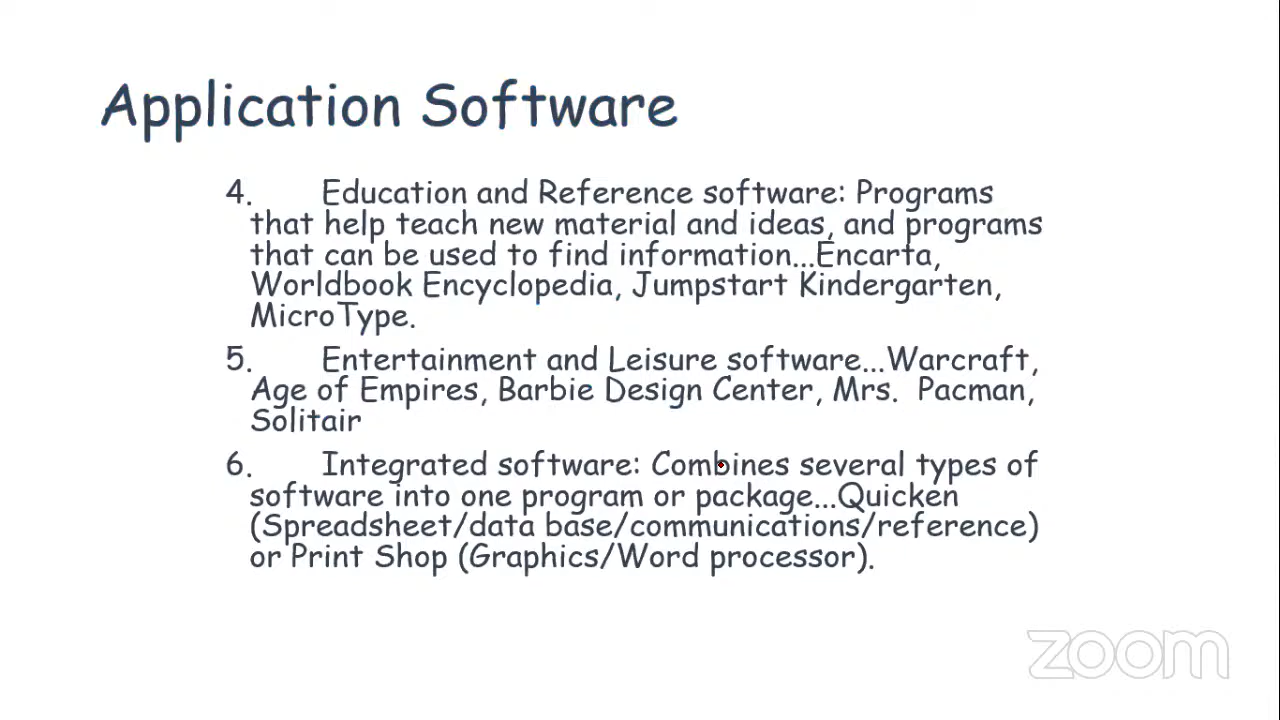 Application Software
4. Education and Reference software: Programs
that help teach new material and ideas, and programs
that can be used to find information...Encarta,
Worldbook Encyclopedia, Jumpstart Kindergarten,
MicroType.
5. Entertainment and Leisure software...Warcraft,
Age of Empires, Barbie Design Center, Mrs. Pacman,
Solitair
6. Integrated software: Combines several types of
software into one program or package...Quicken
(Spreadsheet/data base/communications/reference)
or Print Shop (Graphics/Word processor).
zoom